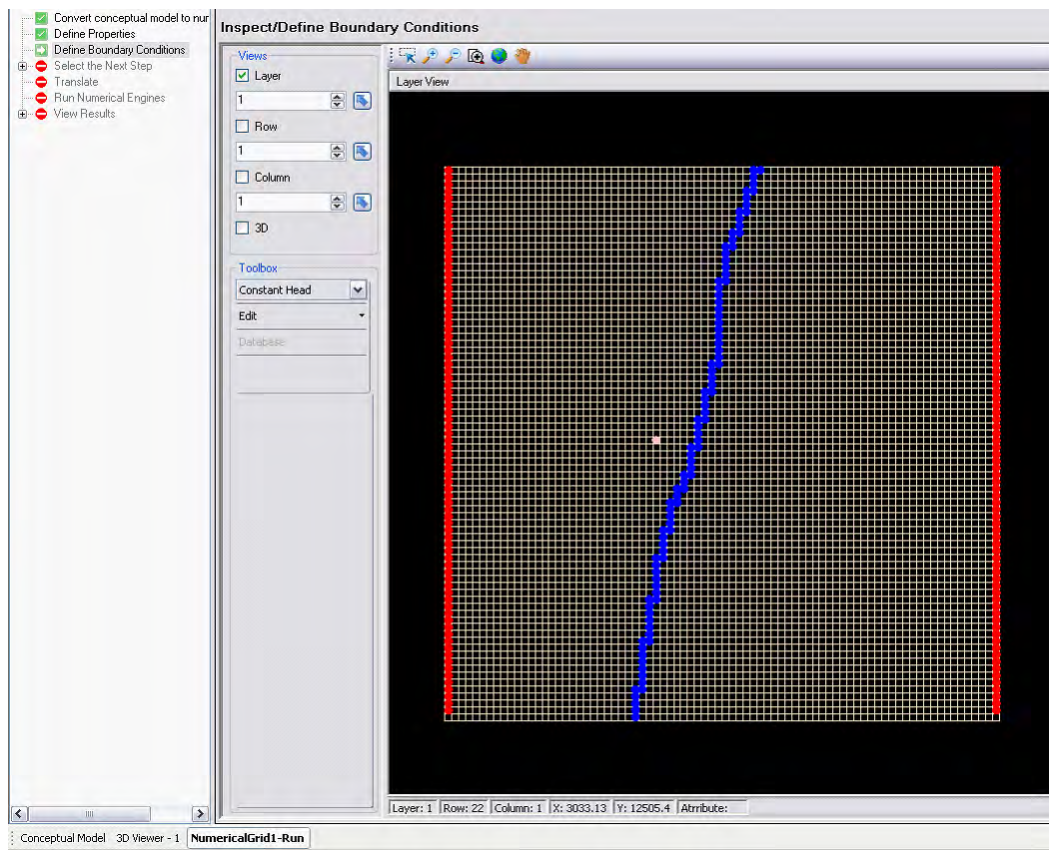 Convert conceptual model to nur
Define Properties
Define Boundary Conditions
Select the Next Step
Translate
Run Numerical Engines
View Results
Inspect/Define Boundary Conditions
Views
Layer
1
Row
1
Column
1
3D
Toolbox
Constant Head
Edit
Database
Layer View
Layer: 1 Row: 22 Column: 1 X: 3033.13 Y: 12505.4 Atrribute:
Conceptual Model 3D Viewer - 1 NumericalGrid1-Run